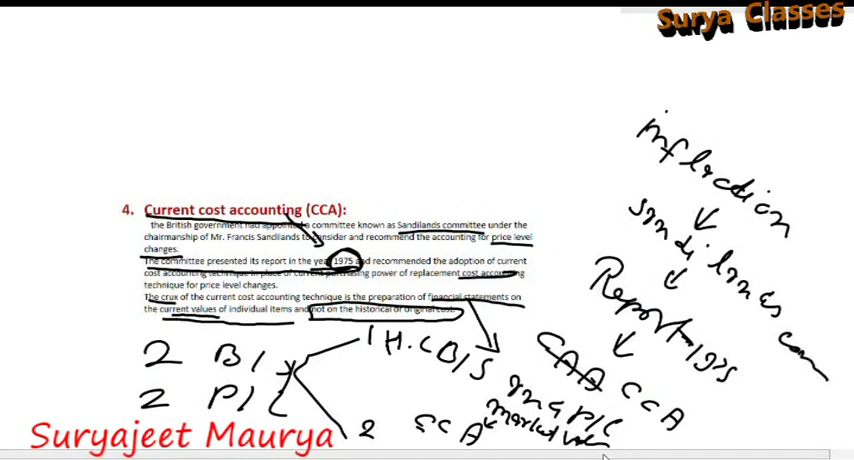 Surya Classes
4. Current cost accounting (CCA):
the British government had appointed a committee known as Sandilands committee under the
chairmanship of Mr. Francis Sandilands to consider and recommend the accounting for price level
changes.
The committee presented its report in the year 1975 and recommended the adoption of current
cost accounting technique in place of current purchasing power of replacement cost accounting
technique for price level changes.
The crux of the current cost accounting technique is the preparation of financial statements on
the current values of individual items and not on the historical or original cost.
inflection
Report-1975
CCA
2 B/
2 P/L
1 H.C B/S
P/L
2 CCA
market
Suryajeet Maurya